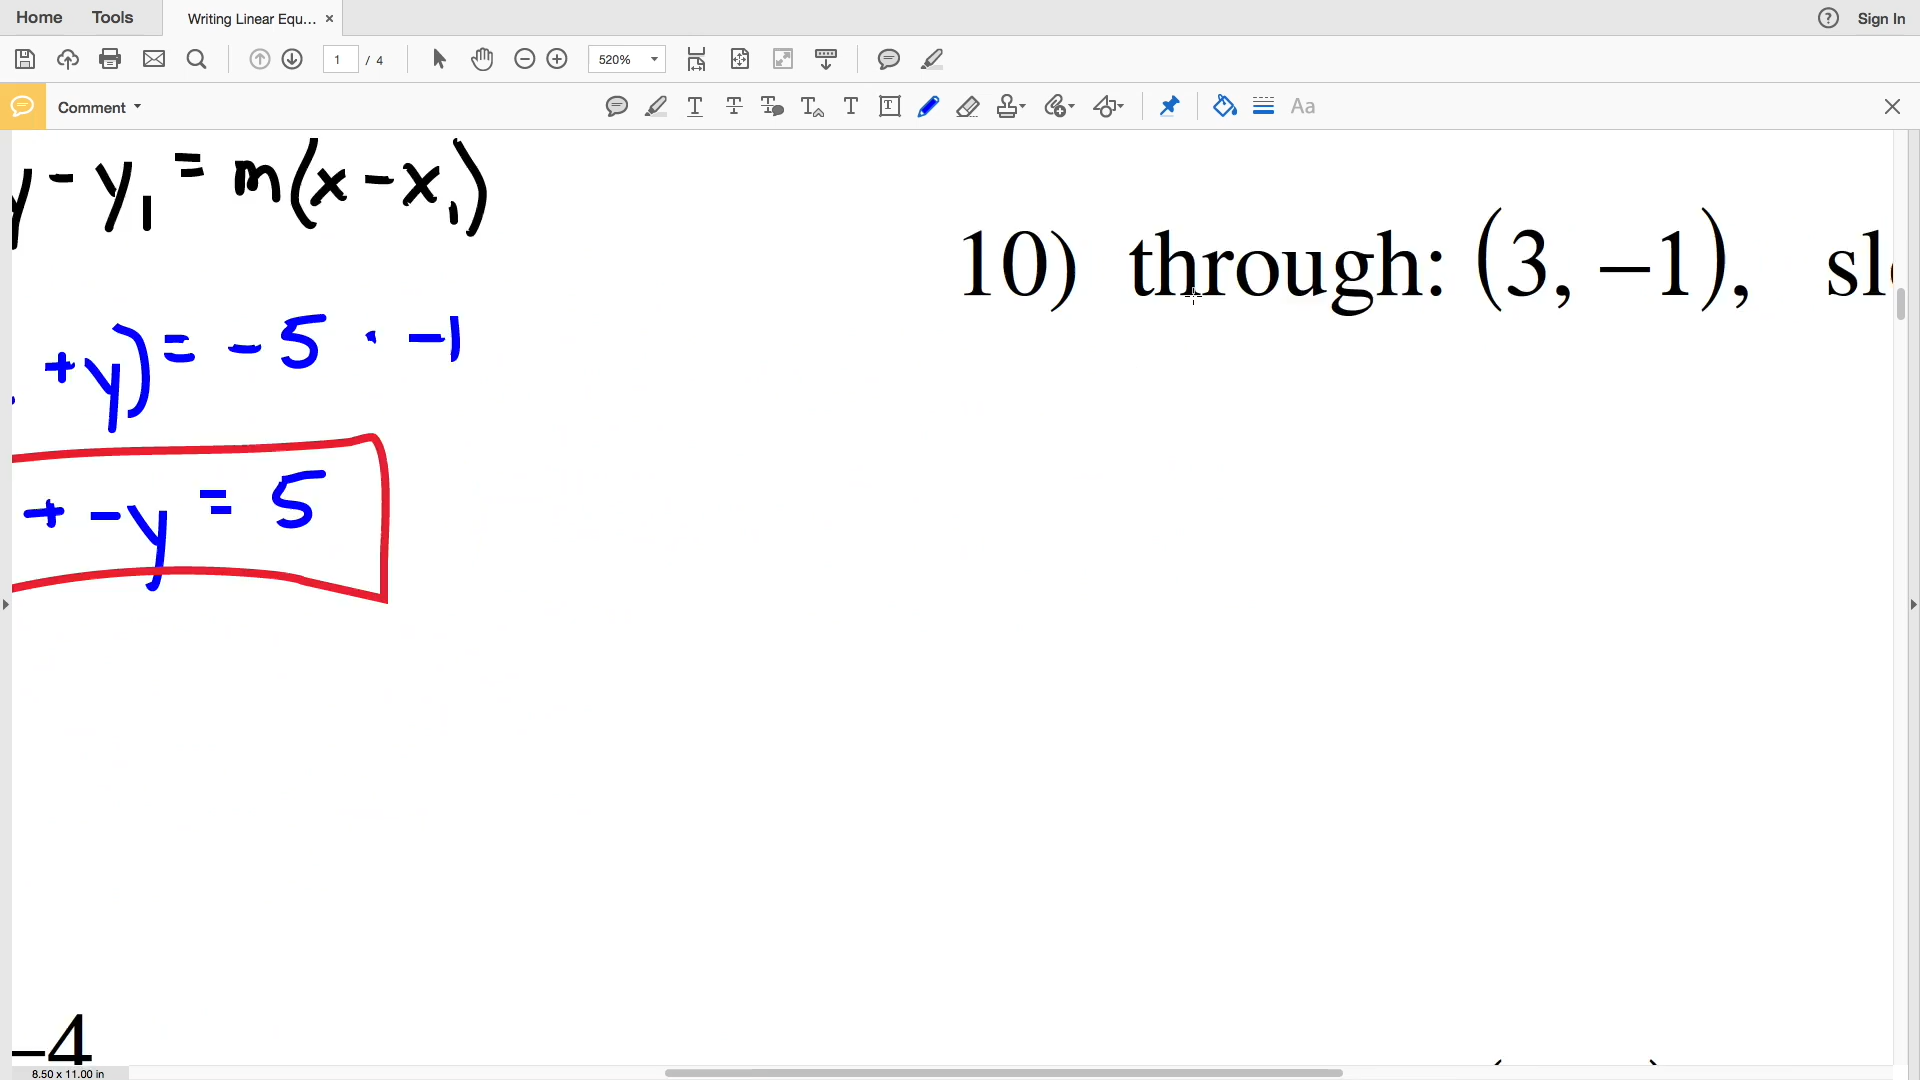 Home Tools Writing Linear Equ... × ? Sign In
1 / 4 520%
Comment T T T T T T Aa
y - y₁ = m(x - x₁)
10) through: (3, –1),
+ y) = - 5 · -1
+ - y = 5
–4
8.50 x 11.00 in